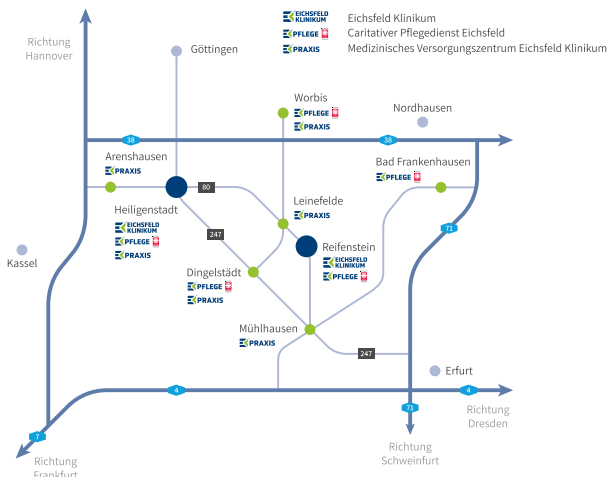 EICHSFELD
KLINIKUM
Eichsfeld Klinikum
PFLEGE
Caritativer Pflegedienst Eichsfeld
PRAXIS
Medizinisches Versorgungszentrum Eichsfeld Klinikum
Richtung
Hannover
Göttingen
Worbis
PFLEGE
PRAXIS
Nordhausen
38
38
Arenshausen
PRAXIS
Bad Frankenhausen
PFLEGE
80
Heiligenstadt
EICHSFELD
KLINIKUM
PFLEGE
PRAXIS
Leinefelde
PRAXIS
247
71
Reifenstein
EICHSFELD
KLINIKUM
PFLEGE
Kassel
Dingelstädt
PFLEGE
PRAXIS
Mühlhausen
PRAXIS
247
Erfurt
4
4
71
Richtung
Dresden
7
Richtung
Schweinfurt
Richtung
Frankfurt